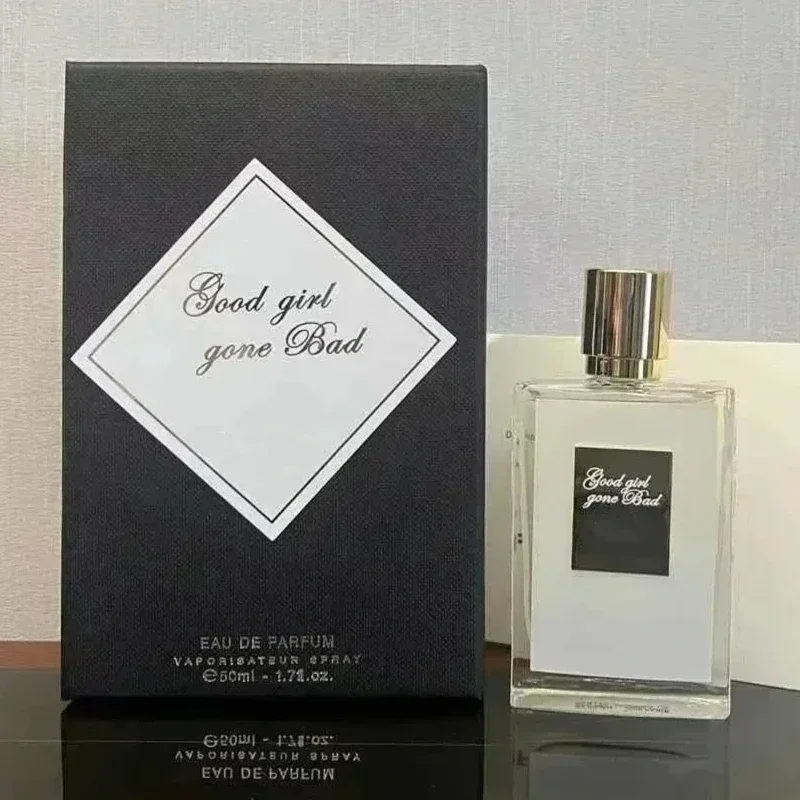 Good girl
gone Bad
EAU DE PARFUM
VAPORISATEUR SPRAY
℮50ml - 1.7fl.oz.
Good girl
gone Bad